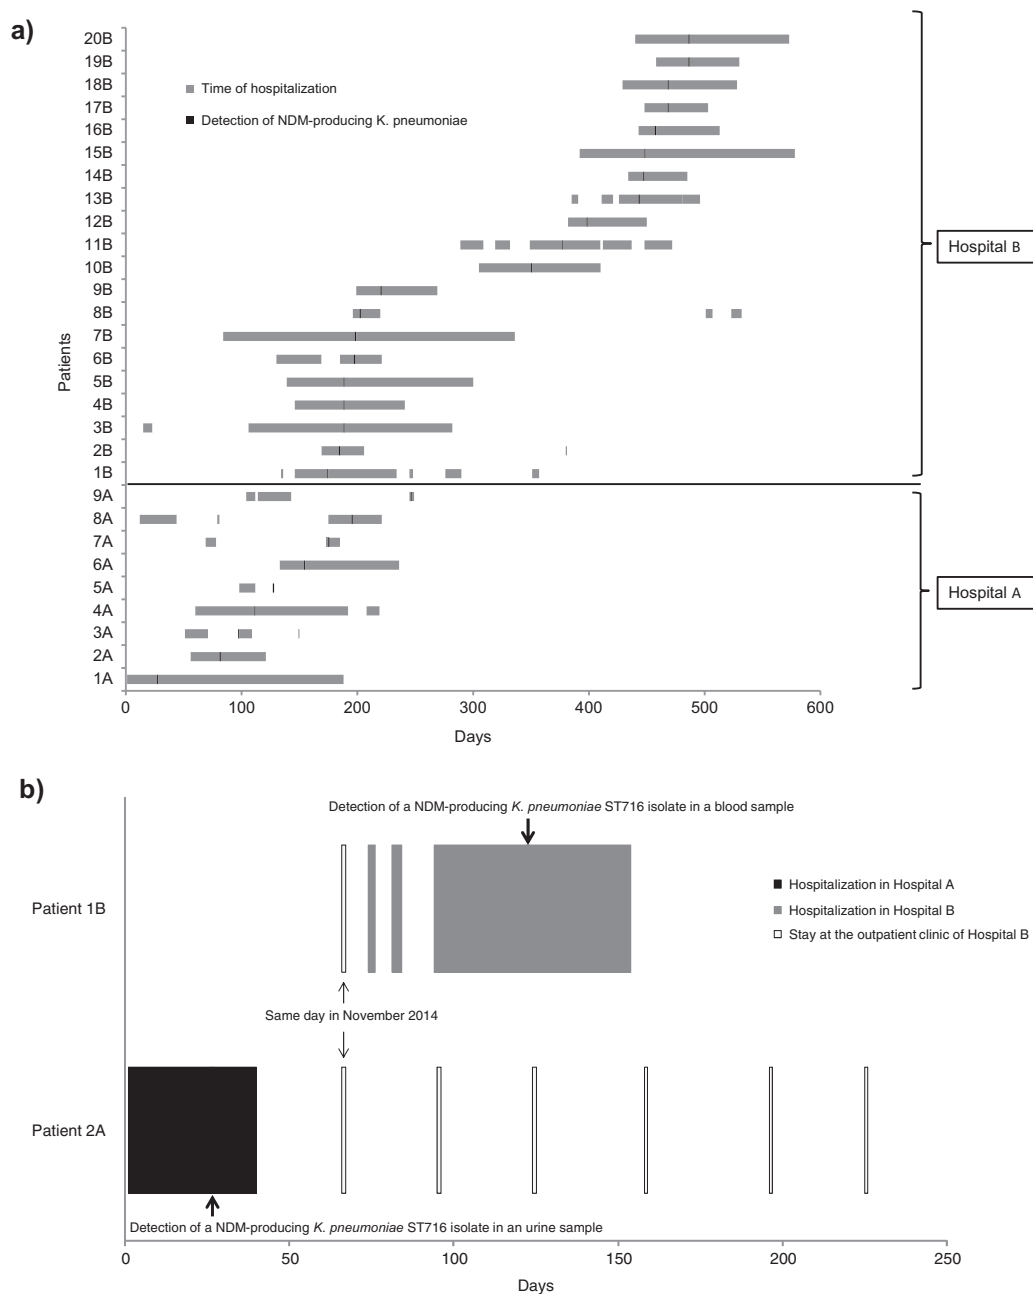 a)
20B
19B
18B
17B
16B
15B
14B
13B
12B
11B
10B
9B
8B
7B
6B
5B
4B
3B
2B
1B
9A
8A
7A
6A
5A
4A
3A
2A
1A
Patients
Time of hospitalization
Detection of NDM-producing K. pneumoniae
Hospital B
Hospital A
0 100 200 300 400 500 600
Days
b)
Detection of a NDM-producing K. pneumoniae ST716 isolate in a blood sample
Patient 1B
Hospitalization in Hospital A
Hospitalization in Hospital B
Stay at the outpatient clinic of Hospital B
Same day in November 2014
Patient 2A
Detection of a NDM-producing K. pneumoniae ST716 isolate in an urine sample
0 50 100 150 200 250
Days